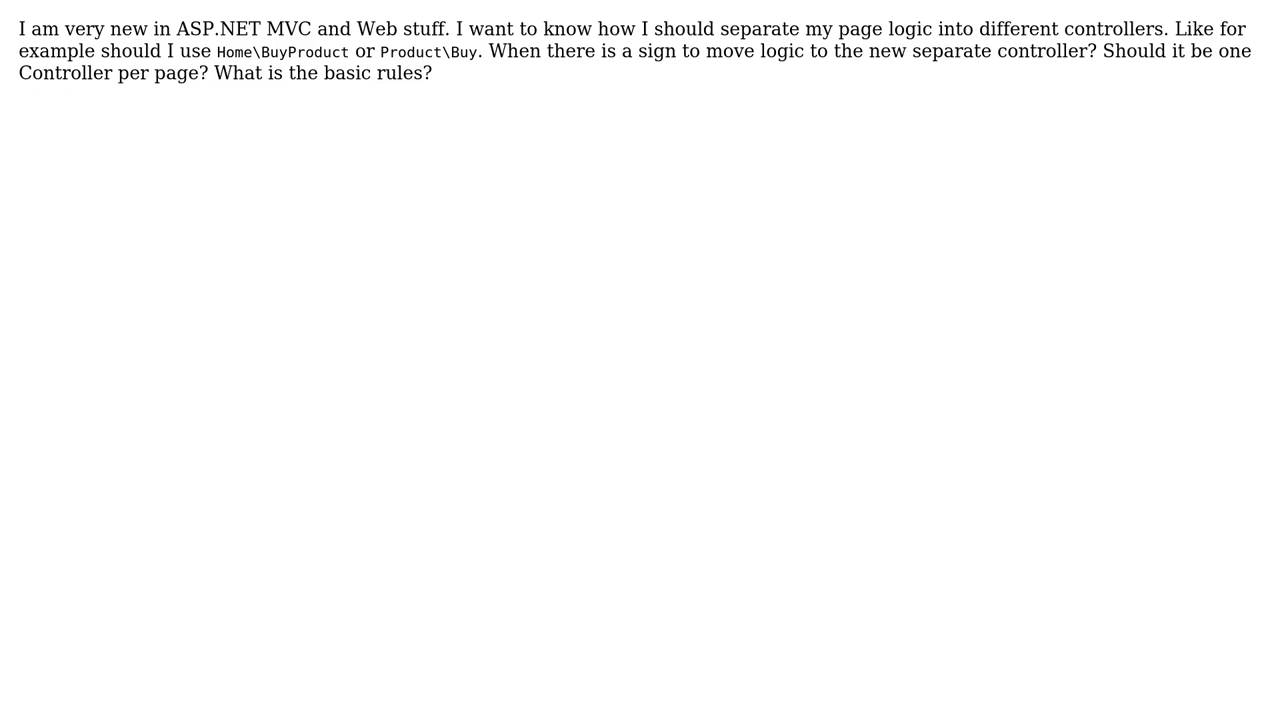 I am very new in ASP.NET MVC and Web stuff. I want to know how I should separate my page logic into different controllers. Like for
example should I use Home\BuyProduct or Product\Buy. When there is a sign to move logic to the new separate controller? Should it be one
Controller per page? What is the basic rules?